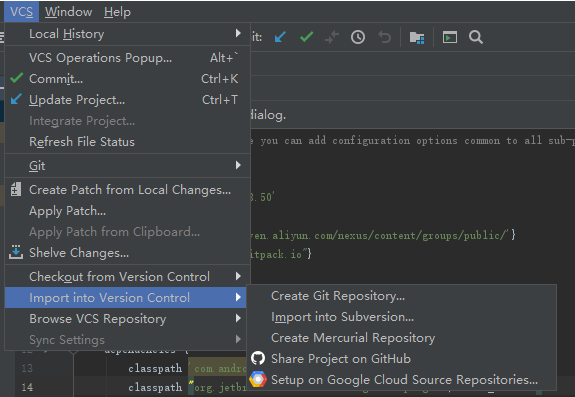 VCS Window Help
Local History
it:
VCS Operations Popup... Alt+`
Commit... Ctrl+K
Update Project... Ctrl+T
dialog.
Integrate Project...
Refresh File Status
e you can add configuration options common to all sub-p
Git
Create Patch from Local Changes...
.50'
Apply Patch...
Apply Patch from Clipboard...
en.aliyun.com/nexus/content/groups/public/'}
Shelve Changes...
itpack.io"}
Checkout from Version Control
Import into Version Control
Create Git Repository...
Browse VCS Repository
Import into Subversion...
Sync Settings
Create Mercurial Repository
12 dependencies {
Share Project on GitHub
13 classpath 'com.andro
Setup on Google Cloud Source Repositories...
14 classpath "org.jetbr